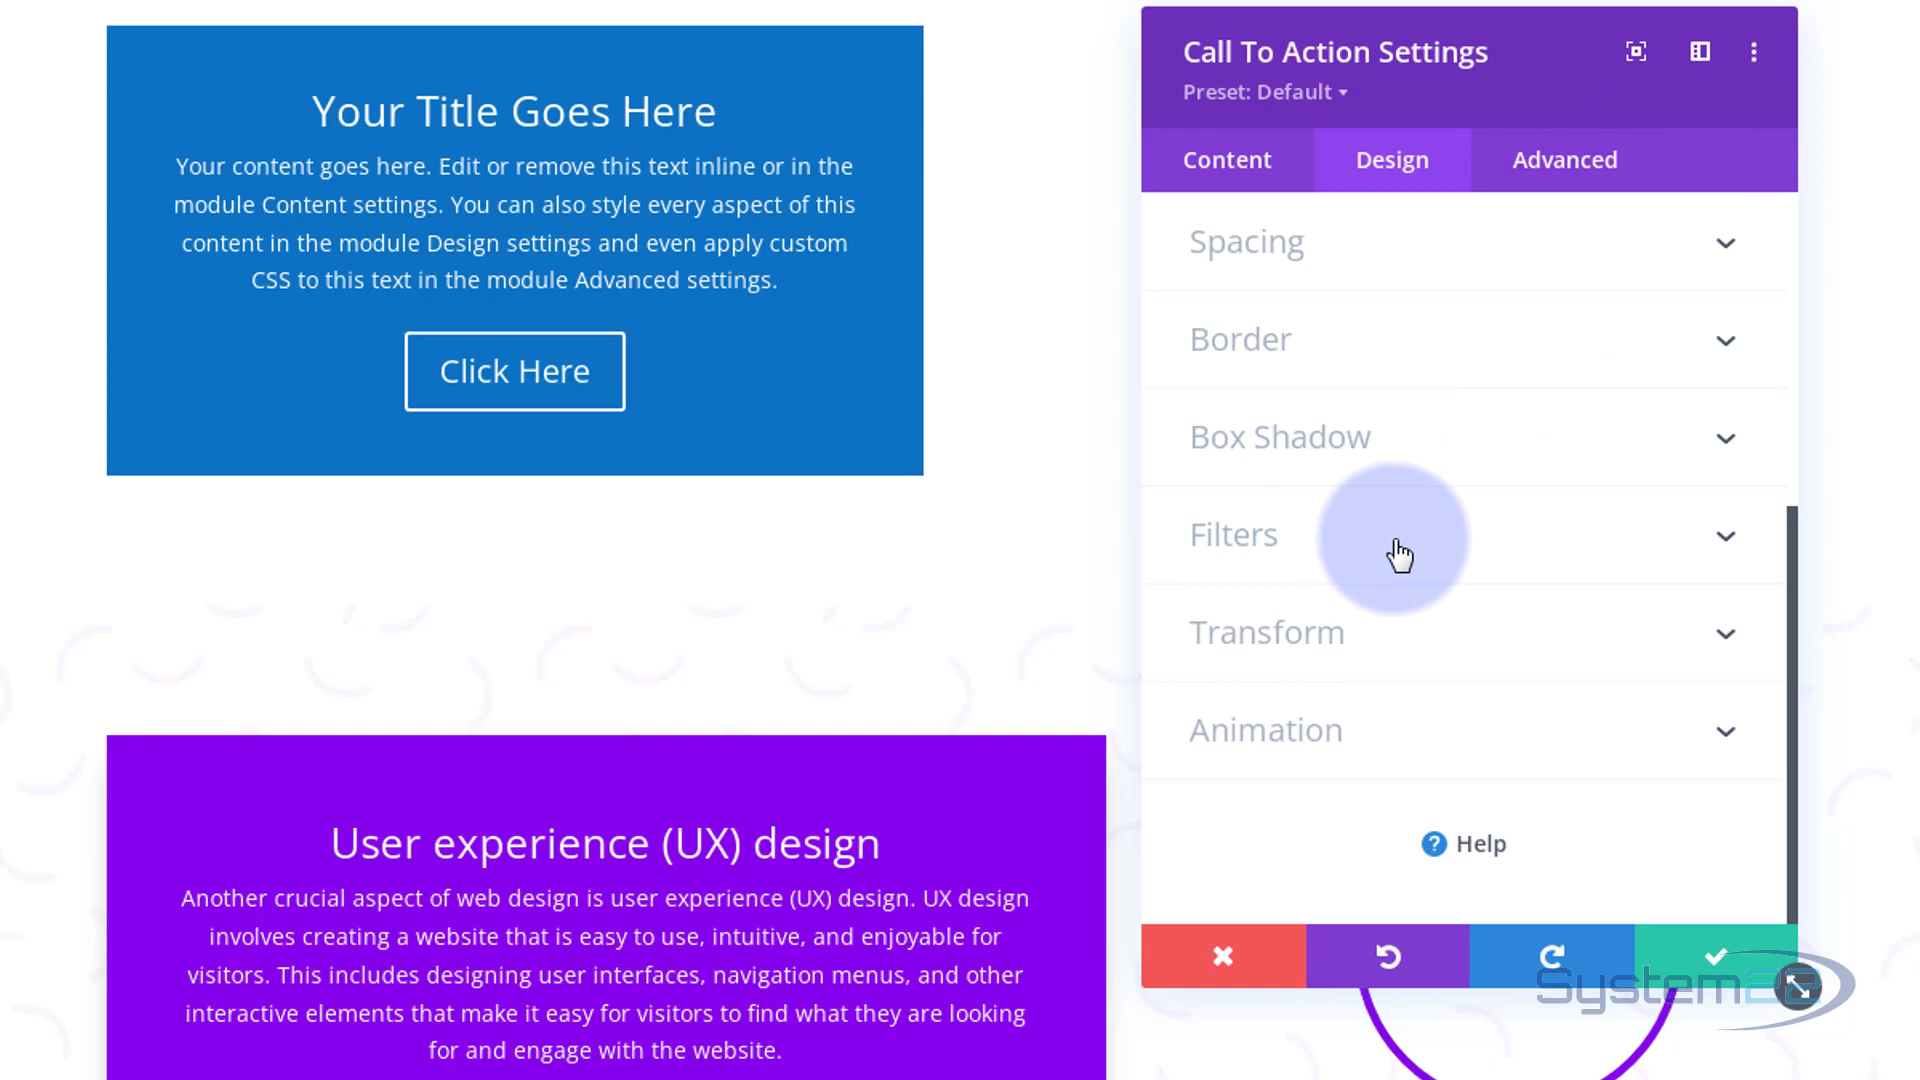 Your Title Goes Here
Your content goes here. Edit or remove this text inline or in the
module Content settings. You can also style every aspect of this
content in the module Design settings and even apply custom
CSS to this text in the module Advanced settings.
Click Here
User experience (UX) design
Another crucial aspect of web design is user experience (UX) design. UX design
involves creating a website that is easy to use, intuitive, and enjoyable for
visitors. This includes designing user interfaces, navigation menus, and other
interactive elements that make it easy for visitors to find what they are looking
for and engage with the website.
Call To Action Settings
Preset: Default
Content
Design
Advanced
Spacing
Border
Box Shadow
Filters
Transform
Animation
Help
System22